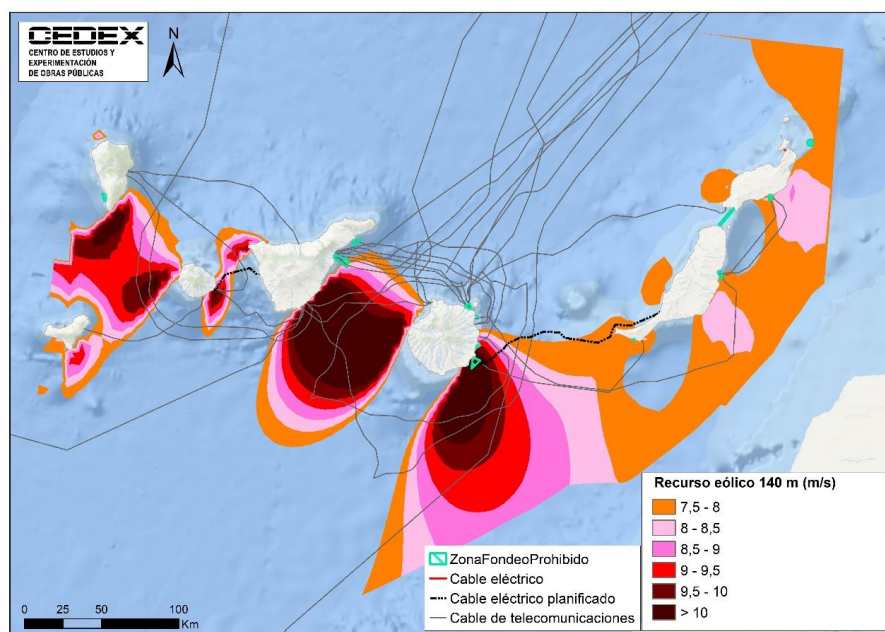 CEDEX
CENTRO DE ESTUDIOS Y
EXPERIMENTACIÓN
DE OBRAS PÚBLICAS
N
Recurso eólico 140 m (m/s)
7,5 - 8
8 - 8,5
8,5 - 9
9 - 9,5
9,5 - 10
> 10
ZonaFondeoProhibido
Cable eléctrico
Cable eléctrico planificado
Cable de telecomunicaciones
0 25 50 100
Km